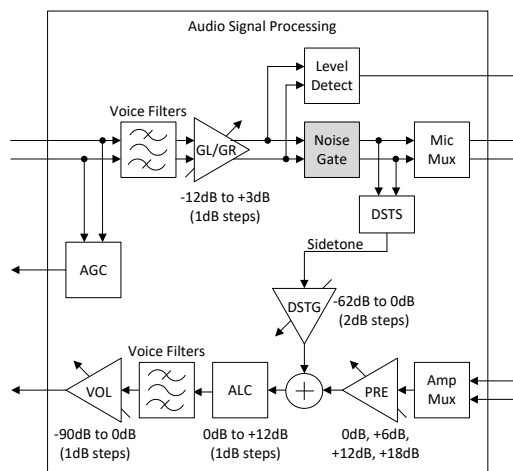 Audio Signal Processing
Level
Detect
Voice Filters
GL/GR
Noise
Gate
Mic
Mux
-12dB to +3dB
(1dB steps)
DSTS
Sidetone
AGC
DSTG
-62dB to 0dB
(2dB steps)
Voice Filters
VOL
ALC
PRE
Amp
Mux
-90dB to 0dB
(1dB steps)
0dB to +12dB
(1dB steps)
0dB, +6dB,
+12dB, +18dB